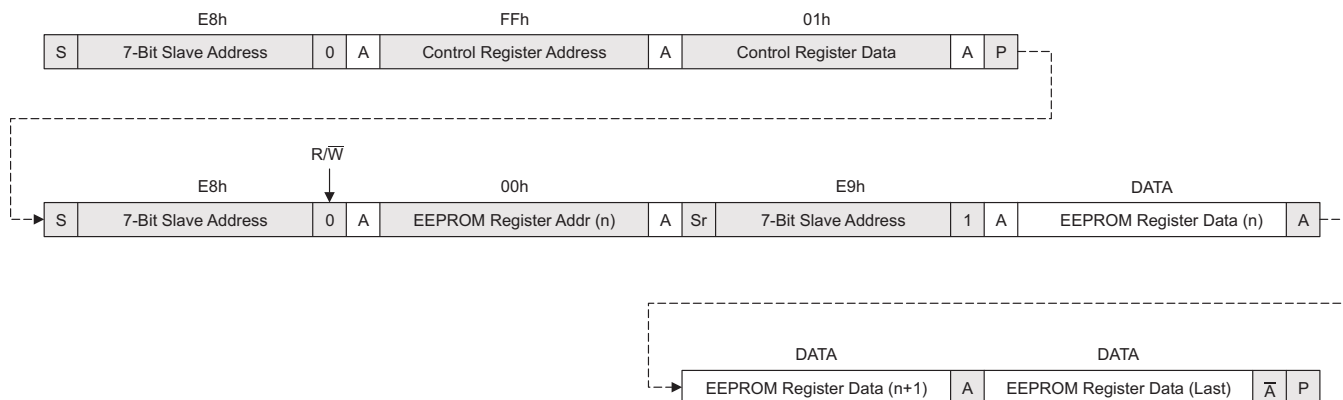 E8h FFh 01h
S 7-Bit Slave Address 0 A Control Register Address A Control Register Data A P
R/W̅
E8h 00h E9h DATA
S 7-Bit Slave Address 0 A EEPROM Register Addr (n) A Sr 7-Bit Slave Address 1 A EEPROM Register Data (n) A
DATA DATA
EEPROM Register Data (n+1) A EEPROM Register Data (Last) A̅ P